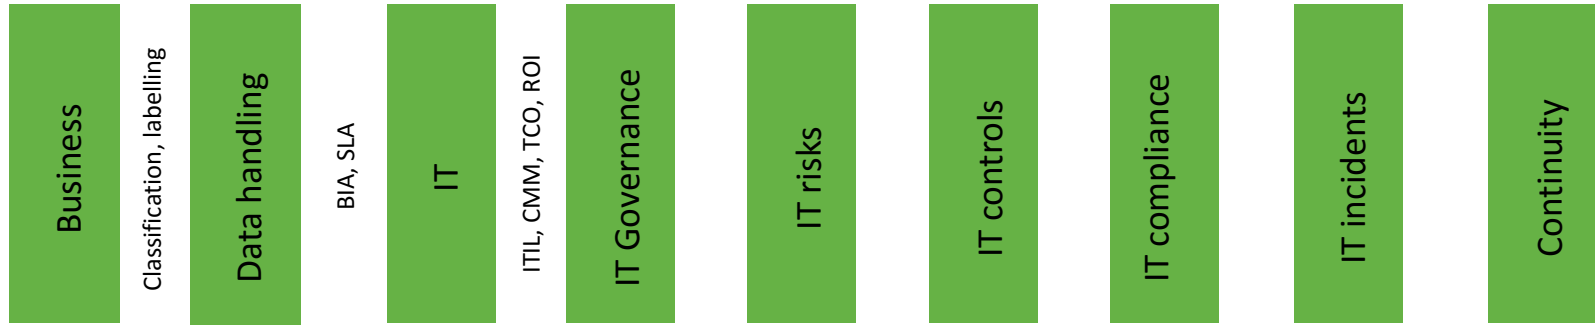 Business
Classification, labelling
Data handling
BIA, SLA
IT
ITIL, CMM, TCO, ROI
IT Governance
IT risks
IT controls
IT compliance
IT incidents
Continuity